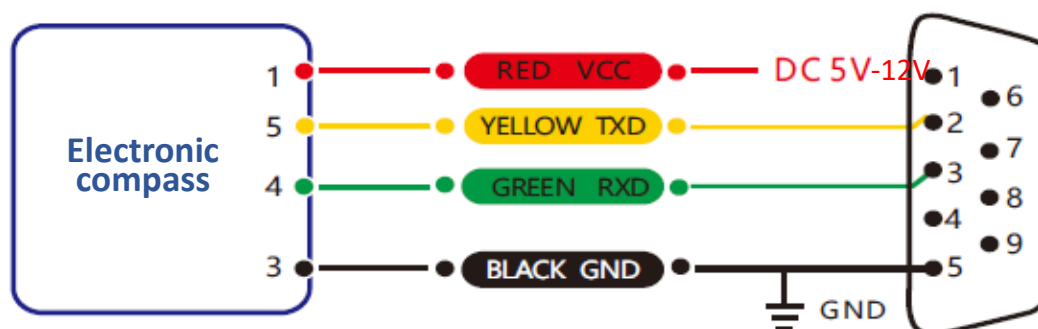 Electronic
compass
1
5
4
3
RED VCC
YELLOW TXD
GREEN RXD
BLACK GND
DC 5V-12V
GND
1
2
3
4
5
6
7
8
9